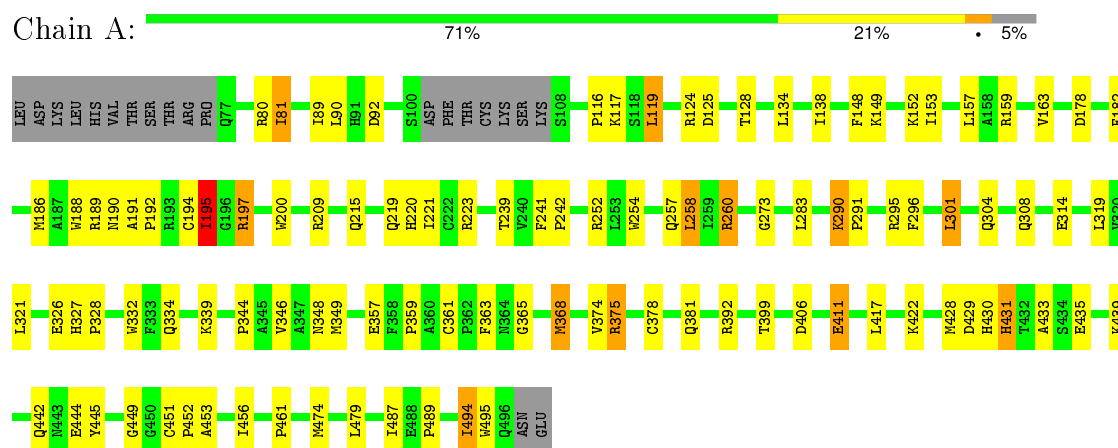 Chain A:
71% 21% • 5%
LEU ASP LYS LEU HIS VAL THR SER THR ARG PRO Q77 R80 I81 I89 L90 H91 D92 S100 ASP PHE THR CYS LYS SER LYS S108 P116 K117 S118 L119 R124 D125 T128 L134 I138 F148 K149 K152 I153 L157 A158 R159 V163 D178
M186 A187 W188 R189 N190 A191 P192 R193 C194 I195 G196 R197 W200 R209 Q215 Q219 H220 I221 C222 R223 T239 V240 F241 P242 R252 L253 W254 Q257 L258 I259 R260 G273 L283 K290 P291 R295 F296 L301 Q304 Q308 E314 L319
L321 E326 H327 P328 W332 F333 Q334 K339 P344 A345 V346 A347 N348 M349 E357 F358 P359 A360 C361 P362 F363 N364 G365 M368 V374 R375 C378 Q381 R392 T399 D406 E411 L417 K422 M428 D429 H430 H431 T432 A433 S434 E435
Q442 N443 E444 Y445 G449 G450 C451 P452 A453 I456 P461 M474 L479 I487 E488 P489 I494 W495 Q496 ASN GLU